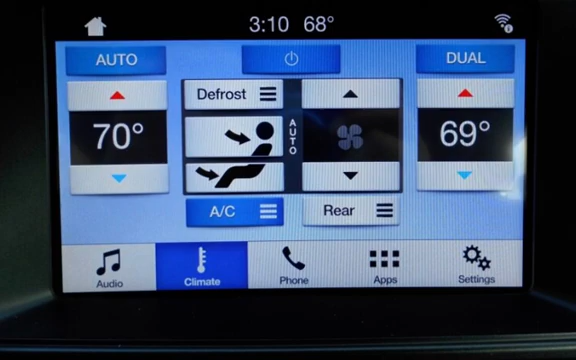 3:10 68°
AUTO
DUAL
Defrost
70°
AUTO
69°
A/C
Rear
Audio
Climate
Phone
Apps
Settings